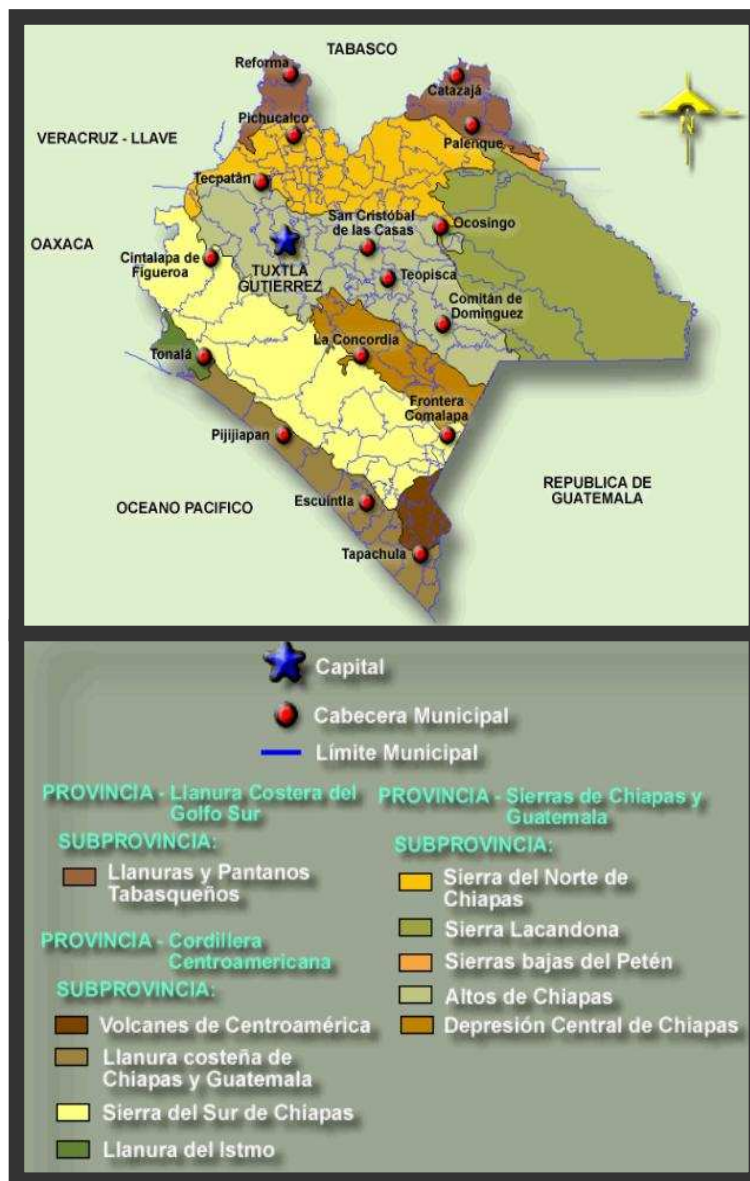 TABASCO
Reforma
Catazajá
Pichucalco
VERACRUZ - LLAVE
Palenque
N
Tecpatán
San Cristóbal
de las Casas
Ocosingo
OAXACA
Cintalapa de
Figueroa
TUXTLA
GUTIERREZ
Teopisca
Comitán de
Dominguez
La Concordia
Tonalá
Frontera
Comalapa
Pijijiapan
REPUBLICA DE
GUATEMALA
Escuintla
OCEANO PACIFICO
Tapachula
Capital
Cabecera Municipal
Límite Municipal
PROVINCIA - Llanura Costera del
Golfo Sur
SUBPROVINCIA:
Llanuras y Pantanos
Tabasqueños
PROVINCIA - Cordillera
Centroamericana
SUBPROVINCIA:
Volcanes de Centroamérica
Llanura costeña de
Chiapas y Guatemala
Sierra del Sur de Chiapas
Llanura del Istmo
PROVINCIA - Sierras de Chiapas y
Guatemala
SUBPROVINCIA:
Sierra del Norte de
Chiapas
Sierra Lacandona
Sierras bajas del Petén
Altos de Chiapas
Depresión Central de Chiapas